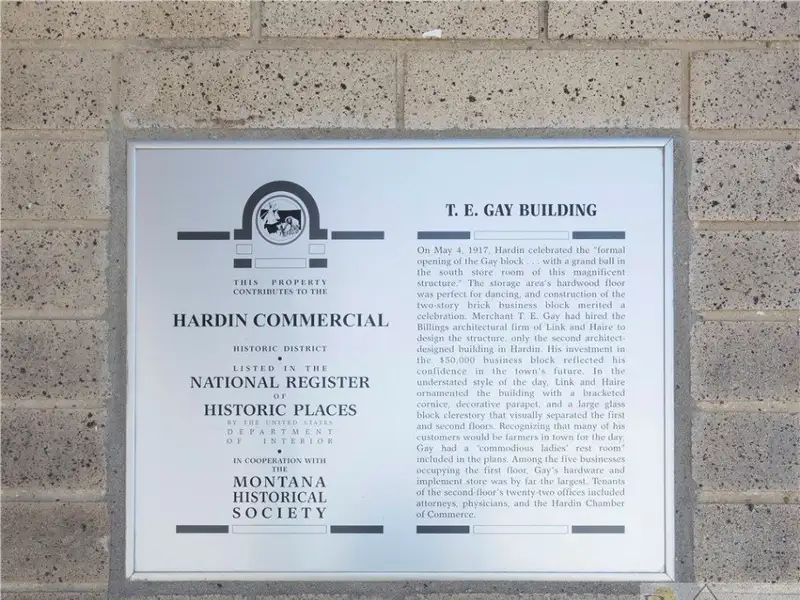 THIS PROPERTY
CONTRIBUTES TO THE
HARDIN COMMERCIAL
HISTORIC DISTRICT
•
LISTED IN THE
NATIONAL REGISTER
OF
HISTORIC PLACES
BY THE UNITED STATES
DEPARTMENT
OF INTERIOR
•
IN COOPERATION WITH
THE
MONTANA
HISTORICAL
SOCIETY
T. E. GAY BUILDING
On May 4, 1917, Hardin celebrated the "formal
opening of the Gay block . . . with a grand ball in
the south store room of this magnificent
structure." The storage area's hardwood floor
was perfect for dancing, and construction of the
two-story brick business block merited a
celebration. Merchant T. E. Gay had hired the
Billings architectural firm of Link and Haire to
design the structure, only the second architect-
designed building in Hardin. His investment in
the $50,000 business block reflected his
confidence in the town's future. In the
understated style of the day, Link and Haire
ornamented the building with a bracketed
cornice, decorative parapet, and a large glass
block clerestory that visually separated the first
and second floors. Recognizing that many of his
customers would be farmers in town for the day,
Gay had a "commodious ladies' rest room"
included in the plans. Among the five businesses
occupying the first floor, Gay's hardware and
implement store was by far the largest. Tenants
of the second floor's twenty-two offices included
attorneys, physicians, and the Hardin Chamber
of Commerce.